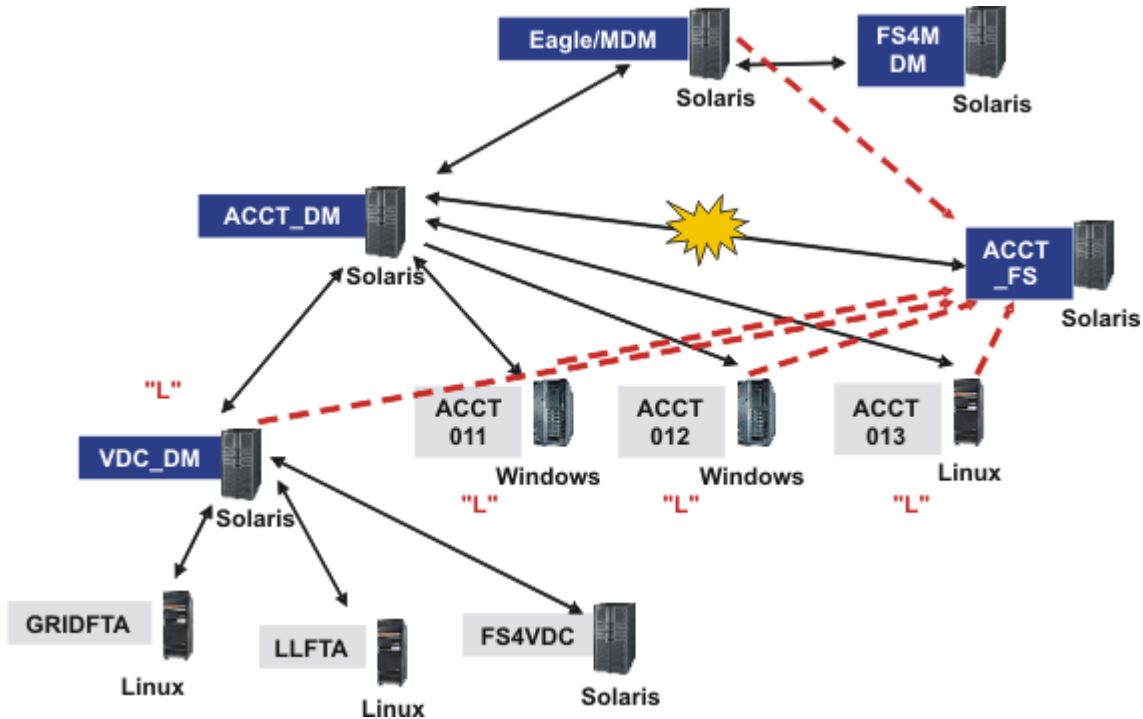 Eagle/MDM
Solaris
FS4M
DM
Solaris
ACCT_DM
Solaris
ACCT
_FS
Solaris
"L"
VDC_DM
Solaris
ACCT
011
Windows
"L"
ACCT
012
Windows
"L"
ACCT
013
Linux
"L"
GRIDFTA
Linux
LLFTA
Linux
FS4VDC
Solaris